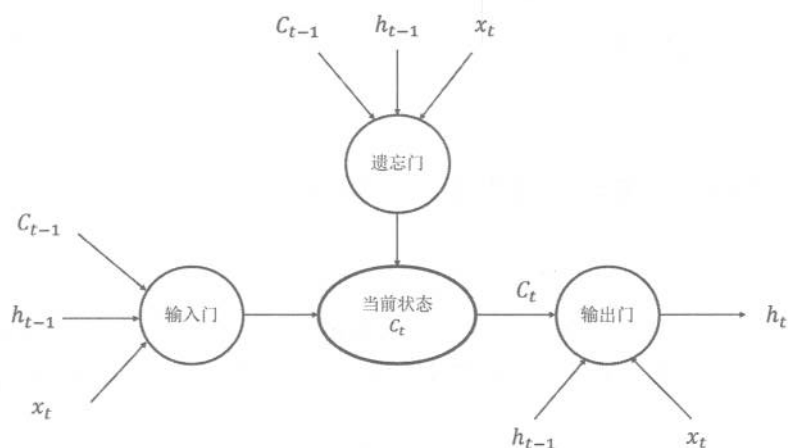 C_{t-1} h_{t-1} x_t
遗忘门
C_{t-1}
h_{t-1}
x_t
输入门
当前状态
C_t
C_t
输出门
h_t
h_{t-1} x_t